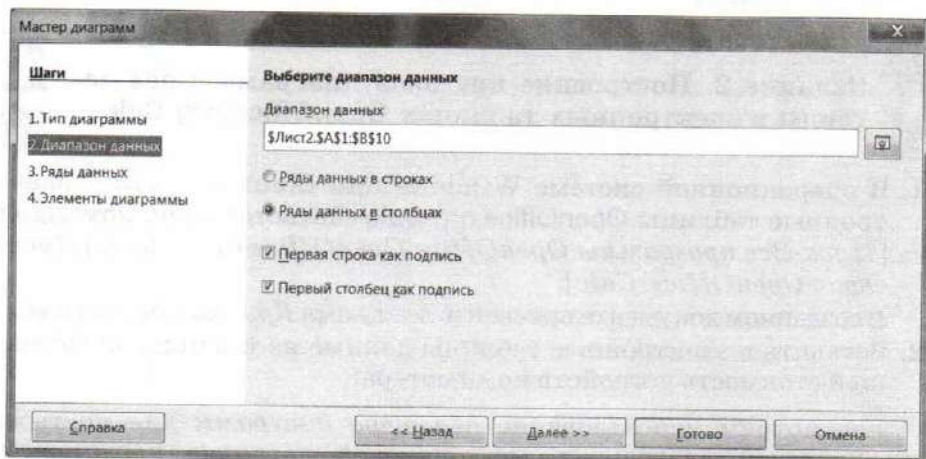 Мастер диаграмм
Шаги
1.Тип диаграммы
2.Диапазон данных
3.Ряды данных
4.Элементы диаграммы
Выберите диапазон данных
Диапазон данных
$Лист2.$A$1:$B$10
Ряды данных в строках
Ряды данных в столбцах
Первая строка как подпись
Первый столбец как подпись
Справка
<< Назад
Далее >>
Готово
Отмена